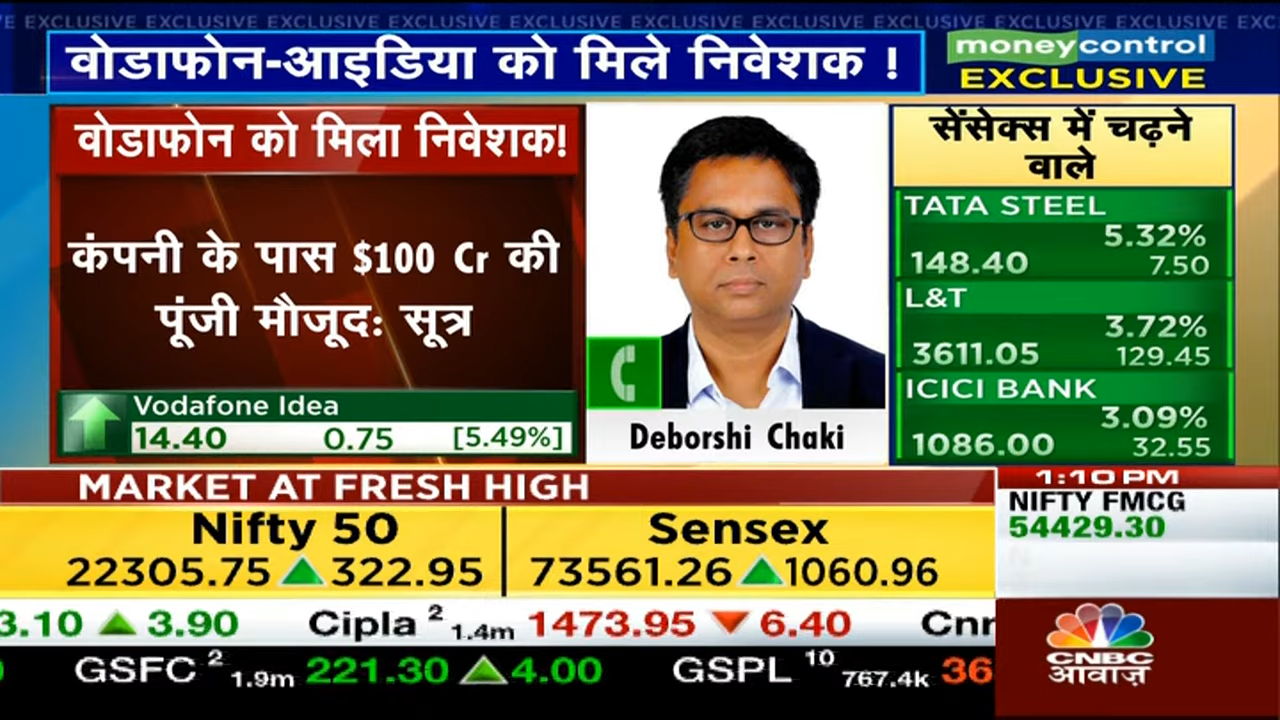 EXCLUSIVE EXCLUSIVE EXCLUSIVE EXCLUSIVE EXCLUSIVE EXCLUSIVE EXCLUSIVE EXCLUSIVE EXCLUSIVE EXCLUSIVE
वोडाफोन-आइडिया को मिले निवेशक !
moneycontrol
EXCLUSIVE
वोडाफोन को मिला निवेशक!
कंपनी के पास $100 Cr की
पूंजी मौजूद: सूत्र
Vodafone Idea
14.40 0.75 [5.49%]
Deborshi Chaki
सेंसेक्स में चढ़ने
वाले
TATA STEEL
5.32%
148.40 7.50
L&T
3.72%
3611.05 129.45
ICICI BANK
3.09%
1086.00 32.55
MARKET AT FRESH HIGH
1:10 PM
Nifty 50
22305.75 322.95
Sensex
73561.26 1060.96
NIFTY FMCG
54429.30
3.10 3.90 Cipla 2 1.4m 1473.95 6.40
GSFC 2 1.9m 221.30 4.00 GSPL 10 767.4k 36
CNBC
आवाज़